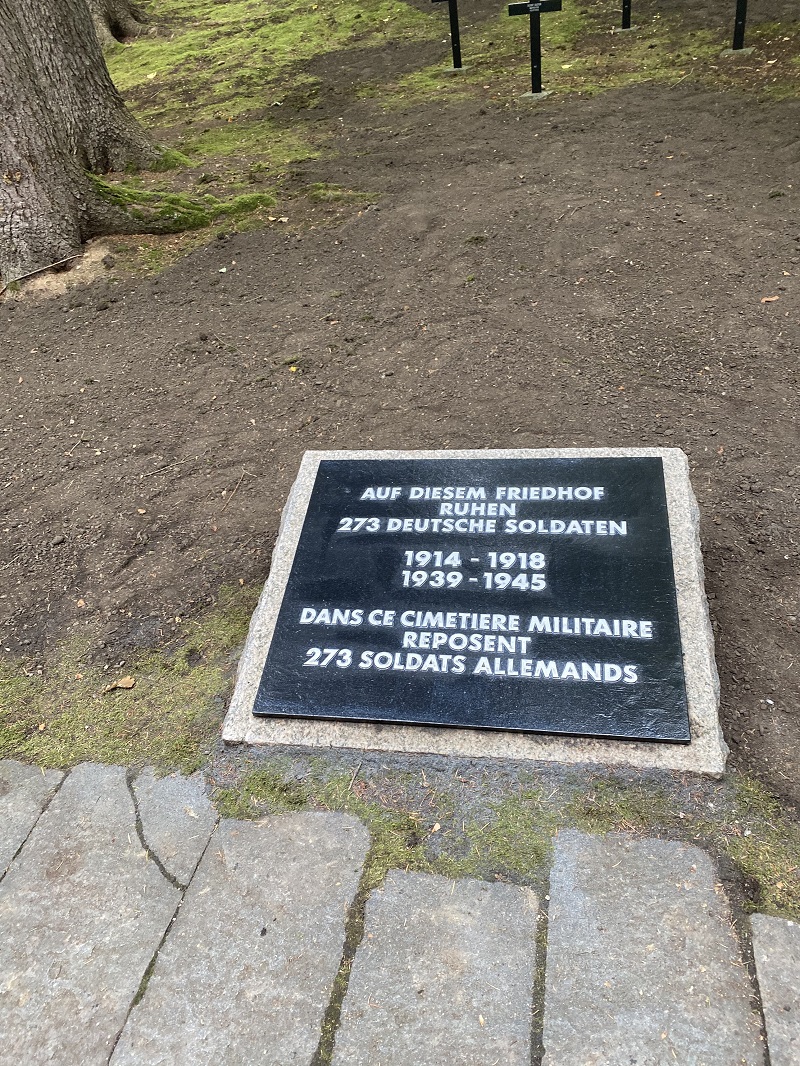 AUF DIESEM FRIEDHOF
RUHEN
273 DEUTSCHE SOLDATEN
1914 - 1918
1939 - 1945
DANS CE CIMETIERE MILITAIRE
REPOSENT
273 SOLDATS ALLEMANDS